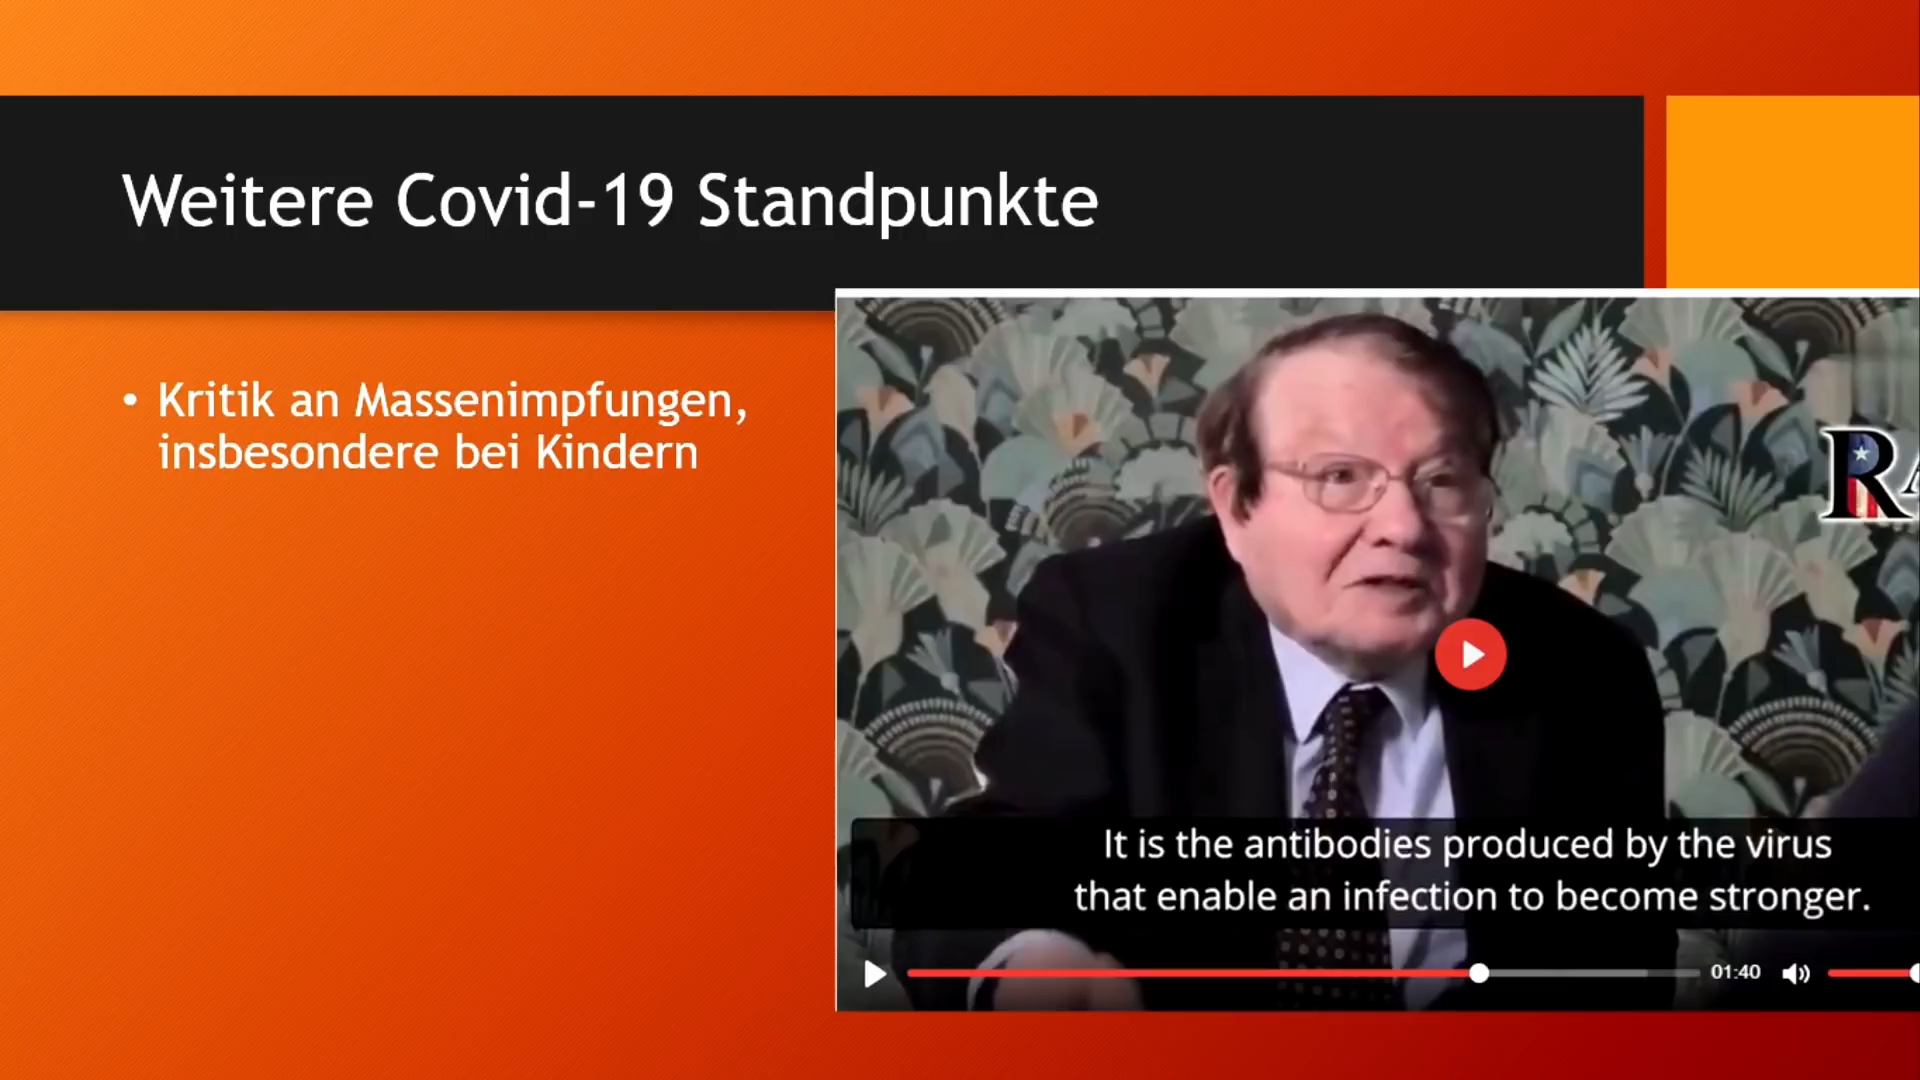 Weitere Covid-19 Standpunkte
• Kritik an Massenimpfungen,
insbesondere bei Kindern
It is the antibodies produced by the virus
that enable an infection to become stronger.
01:40